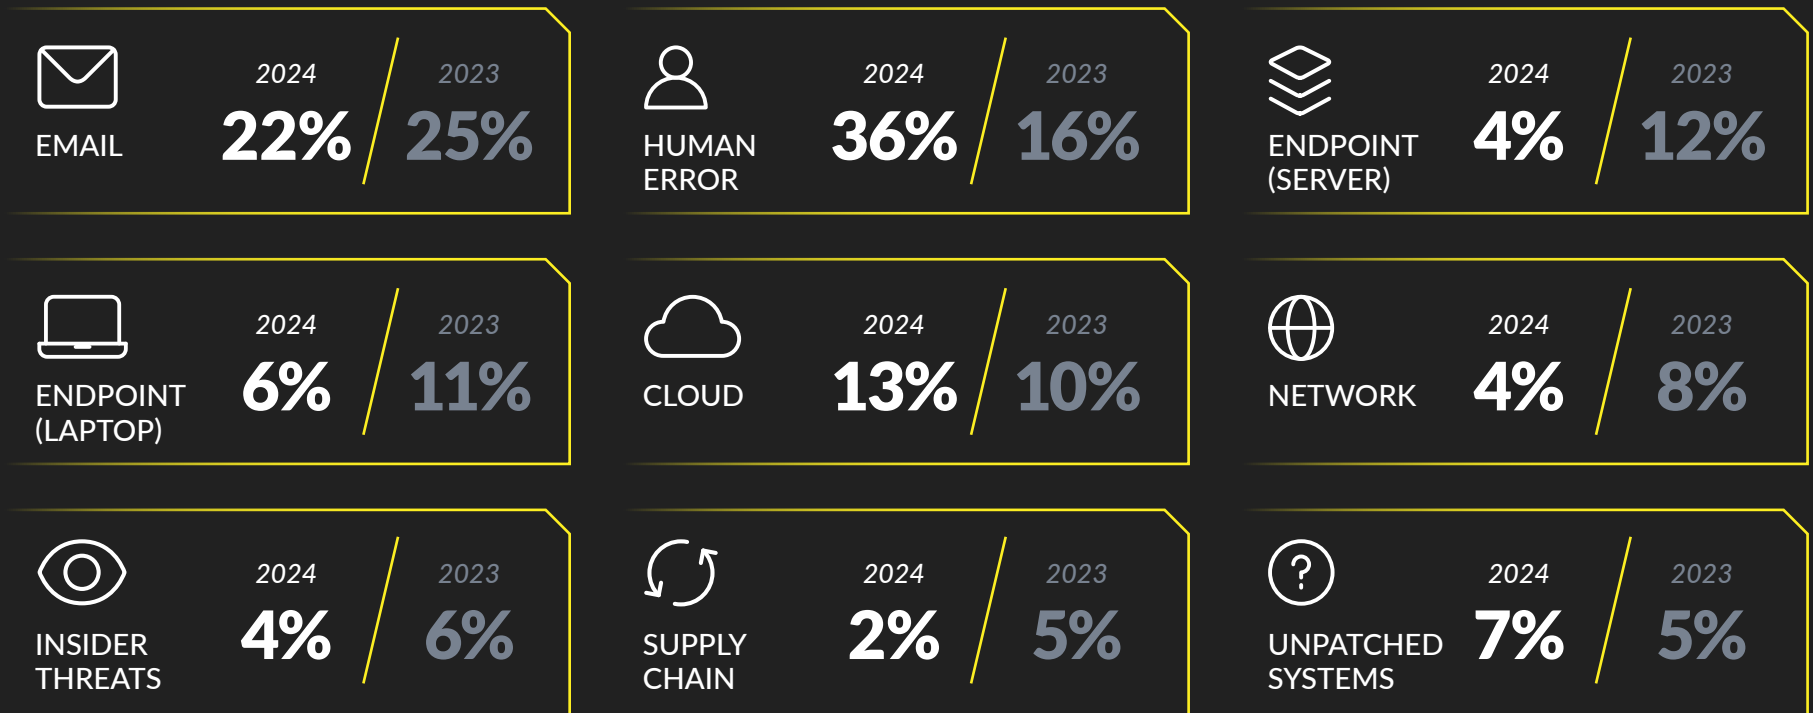 2024 2023
22% 25%
EMAIL
2024 2023
36% 16%
HUMAN
ERROR
2024 2023
4% 12%
ENDPOINT
(SERVER)
2024 2023
6% 11%
ENDPOINT
(LAPTOP)
2024 2023
13% 10%
CLOUD
2024 2023
4% 8%
NETWORK
2024 2023
4% 6%
INSIDER
THREATS
2024 2023
2% 5%
SUPPLY
CHAIN
2024 2023
7% 5%
UNPATCHED
SYSTEMS